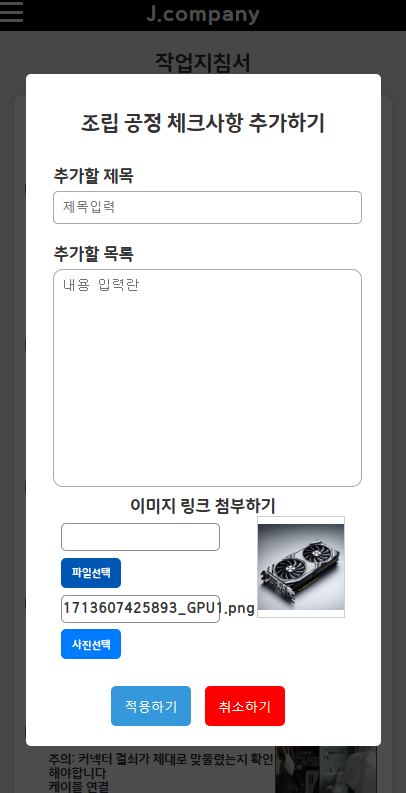 J.company
작업지침서
조립 공정 체크사항 추가하기
추가할 제목
제목입력
추가할 목록
내용 입력란
이미지 링크 첨부하기
파일선택
1713607425893_GPU1.png
사진선택
적용하기
취소하기
주의: 커넥터 걸쇠가 제대로 맞물렸는지 확인
해야합니다
케이블 연결